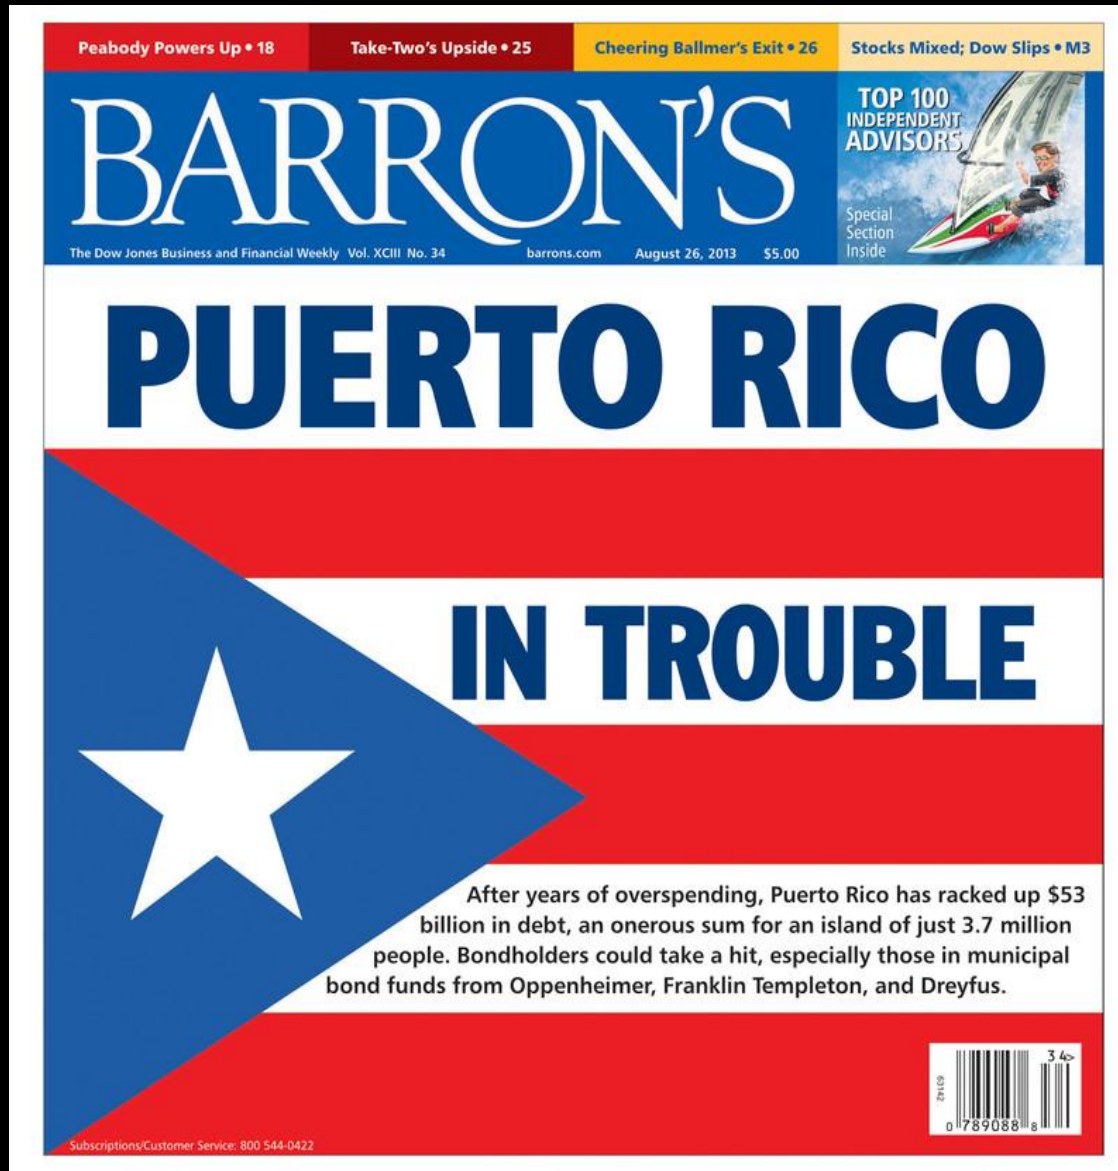 Peabody Powers Up • 18
Take-Two's Upside • 25
Cheering Ballmer's Exit • 26
Stocks Mixed; Dow Slips • M3
BARRON'S
TOP 100
INDEPENDENT
ADVISORS
Special
Section
Inside
The Dow Jones Business and Financial Weekly Vol. XCIII No. 34
barrons.com
August 26, 2013
$5.00
PUERTO RICO
IN TROUBLE
After years of overspending, Puerto Rico has racked up $53
billion in debt, an onerous sum for an island of just 3.7 million
people. Bondholders could take a hit, especially those in municipal
bond funds from Oppenheimer, Franklin Templeton, and Dreyfus.
34>
63142
0 789088 8
Subscriptions/Customer Service: 800 544-0422